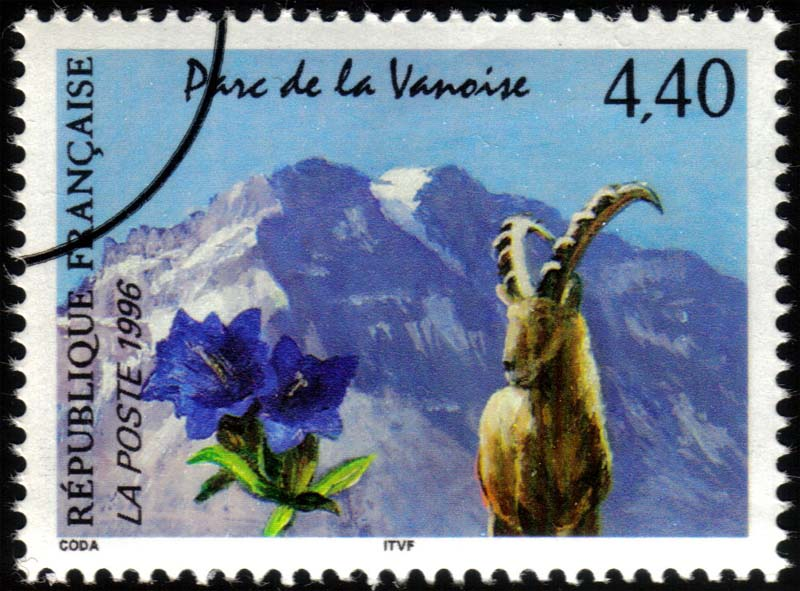 Parc de la Vanoise
4,40
RÉPUBLIQUE FRANÇAISE
LA POSTE 1996
CODA
ITVF